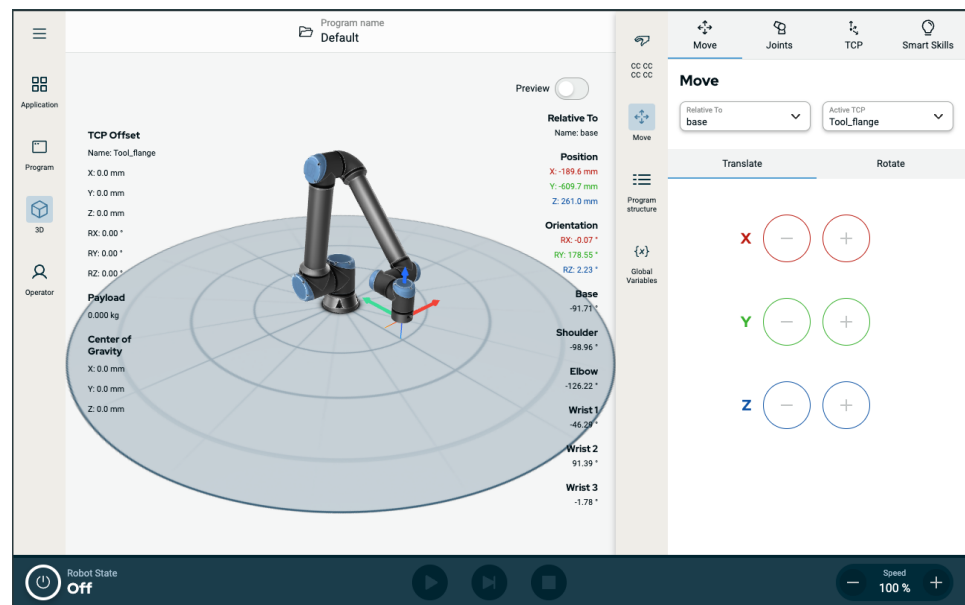 Program name
Default
Application
Program
3D
Operator
TCP Offset
Name: Tool_flange
X: 0.0 mm
Y: 0.0 mm
Z: 0.0 mm
RX: 0.00 °
RY: 0.00 °
RZ: 0.00 °
Payload
0.000 kg
Center of
Gravity
X: 0.0 mm
Y: 0.0 mm
Z: 0.0 mm
Preview
Relative To
Name: base
Position
X: -189.6 mm
Y: -609.7 mm
Z: 261.0 mm
Orientation
RX: -0.07 °
RY: 178.55 °
RZ: 2.23 °
Base
-91.71 °
Shoulder
-98.96 °
Elbow
-126.22 °
Wrist 1
-46.29 °
Wrist 2
91.39 °
Wrist 3
-1.78 °
CC CC
CC CC
Move
Program
structure
{x}
Global
Variables
Move
Joints
TCP
Smart Skills
Move
Relative To
base
Active TCP
Tool_flange
Translate
Rotate
X
Y
Z
Robot State
Off
Speed
100 %